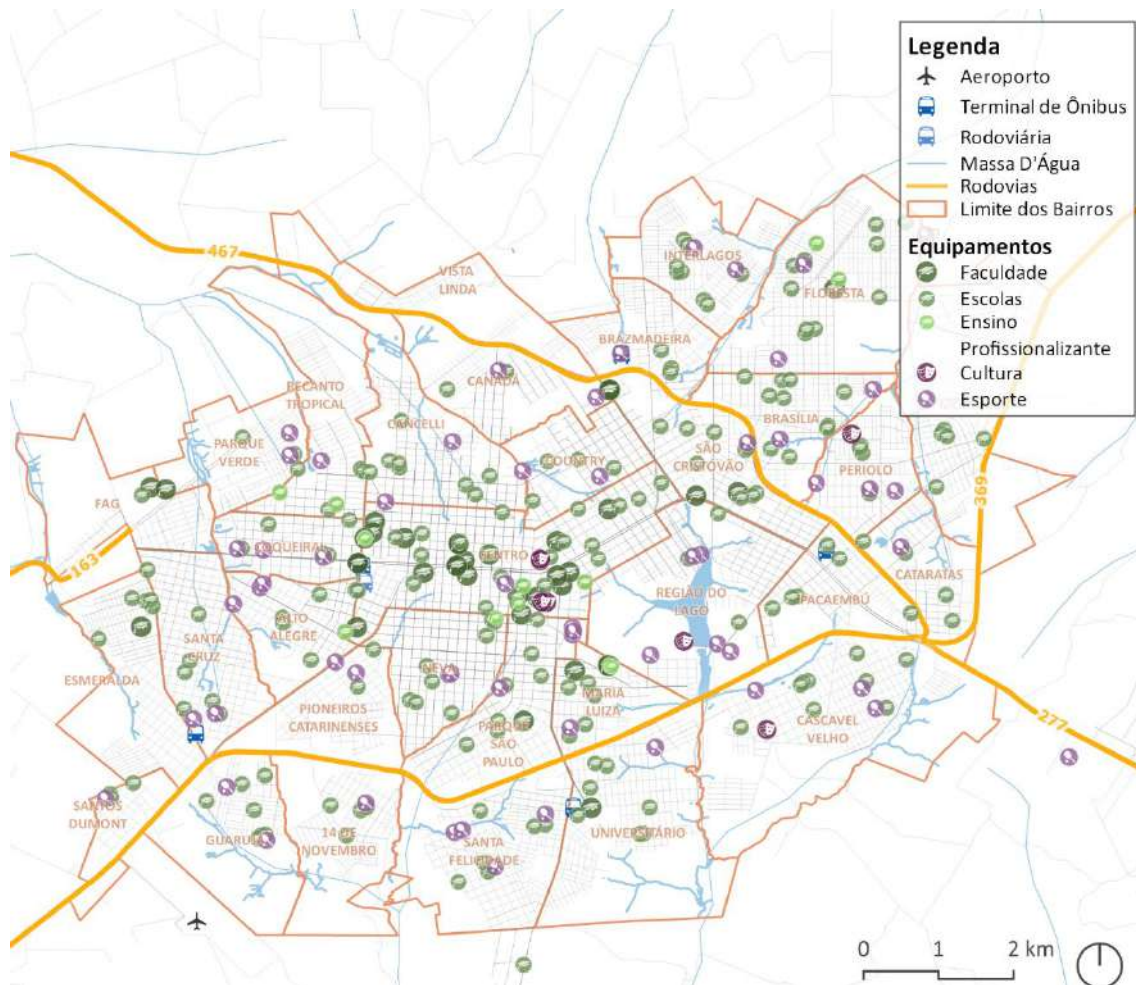 Legenda
Aeroporto
Terminal de Ônibus
Rodoviária
Massa D'Água
Rodovias
Limite dos Bairros
Equipamentos
Faculdade
Escolas
Ensino
Profissionalizante
Cultura
Esporte
467
VISTA
LINDA
INTERLAGOS
FLORESTA
BRAZMADEIRA
CANADÁ
RECANTO
TROPICAL
CANCELLI
BRASÍLIA
PARQUE
VERDE
COUNTRY
SÃO
CRISTOVÃO
PERIOLO
FAG
369
163
COQUEIRAL
CENTRO
CATARATAS
REGIÃO DO
LAGO
PACAEMBÚ
ALTO
ALEGRE
SANTA
CRUZ
ESMERALDA
NEVA
MARIA
LUIZA
PIONEIROS
CATARINENSES
PARQUE
SÃO
PAULO
CASCAVEL
VELHO
277
SANTOS
DUMONT
GUARUJÁ
14 DE
NOVEMBRO
SANTA
FELICIDADE
UNIVERSITÁRIO
0 1 2 km